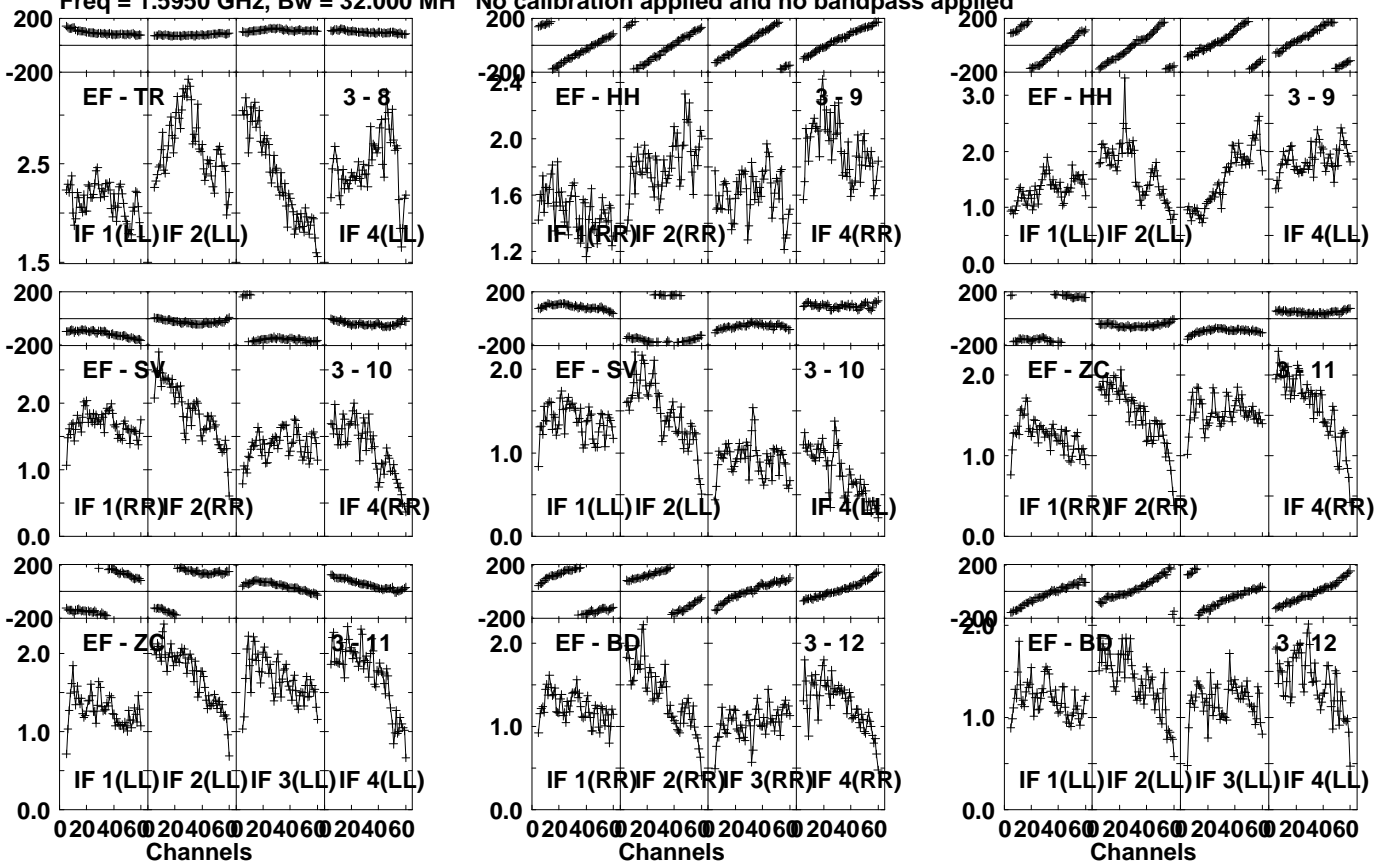 Freq = 1.5950 GHz, Bw = 32.000 MH No calibration applied and no bandpass applied
200 200 200
-200 -200 -200
EF - TR 3 - 8 2.4 EF - HH 3 - 9 3.0 EF - HH 3 - 9
2.5 2.0 2.0
1.6 1.0
IF 1(LL) IF 2(LL) IF 4(LL) IF 1(RR) IF 2(RR) IF 4(RR) IF 1(LL) IF 2(LL) IF 4(LL)
1.5 1.2 0.0
200 200 200
-200 -200 -200
EF - SV 3 - 10 2.0 EF - SV 3 - 10 EF - ZC 3 - 11
2.0 2.0
1.0 1.0 1.0
IF 1(RR) IF 2(RR) IF 4(RR) IF 1(LL) IF 2(LL) IF 4(LL) IF 1(RR) IF 2(RR) IF 4(RR)
0.0 0.0 0.0
200 200 200
-200 -200 -200
2.0 EF - ZC 3 - 11 2.0 EF - BD 3 - 12 2.0 EF - BD 3 - 12
1.0 1.0 1.0
IF 1(LL) IF 2(LL) IF 3(LL) IF 4(LL) IF 1(RR) IF 2(RR) IF 3(RR) IF 4(RR) IF 1(LL) IF 2(LL) IF 3(LL) IF 4(LL)
0.0 0.0 0.0
0 20 40 60 0 20 40 60 0 20 40 60 0 20 40 60 0 20 40 60 0 20 40 60 0 20 40 60 0 20 40 60 0 20 40 60 0 20 40 60 0 20 40 60 0 20 40 60
Channels Channels Channels